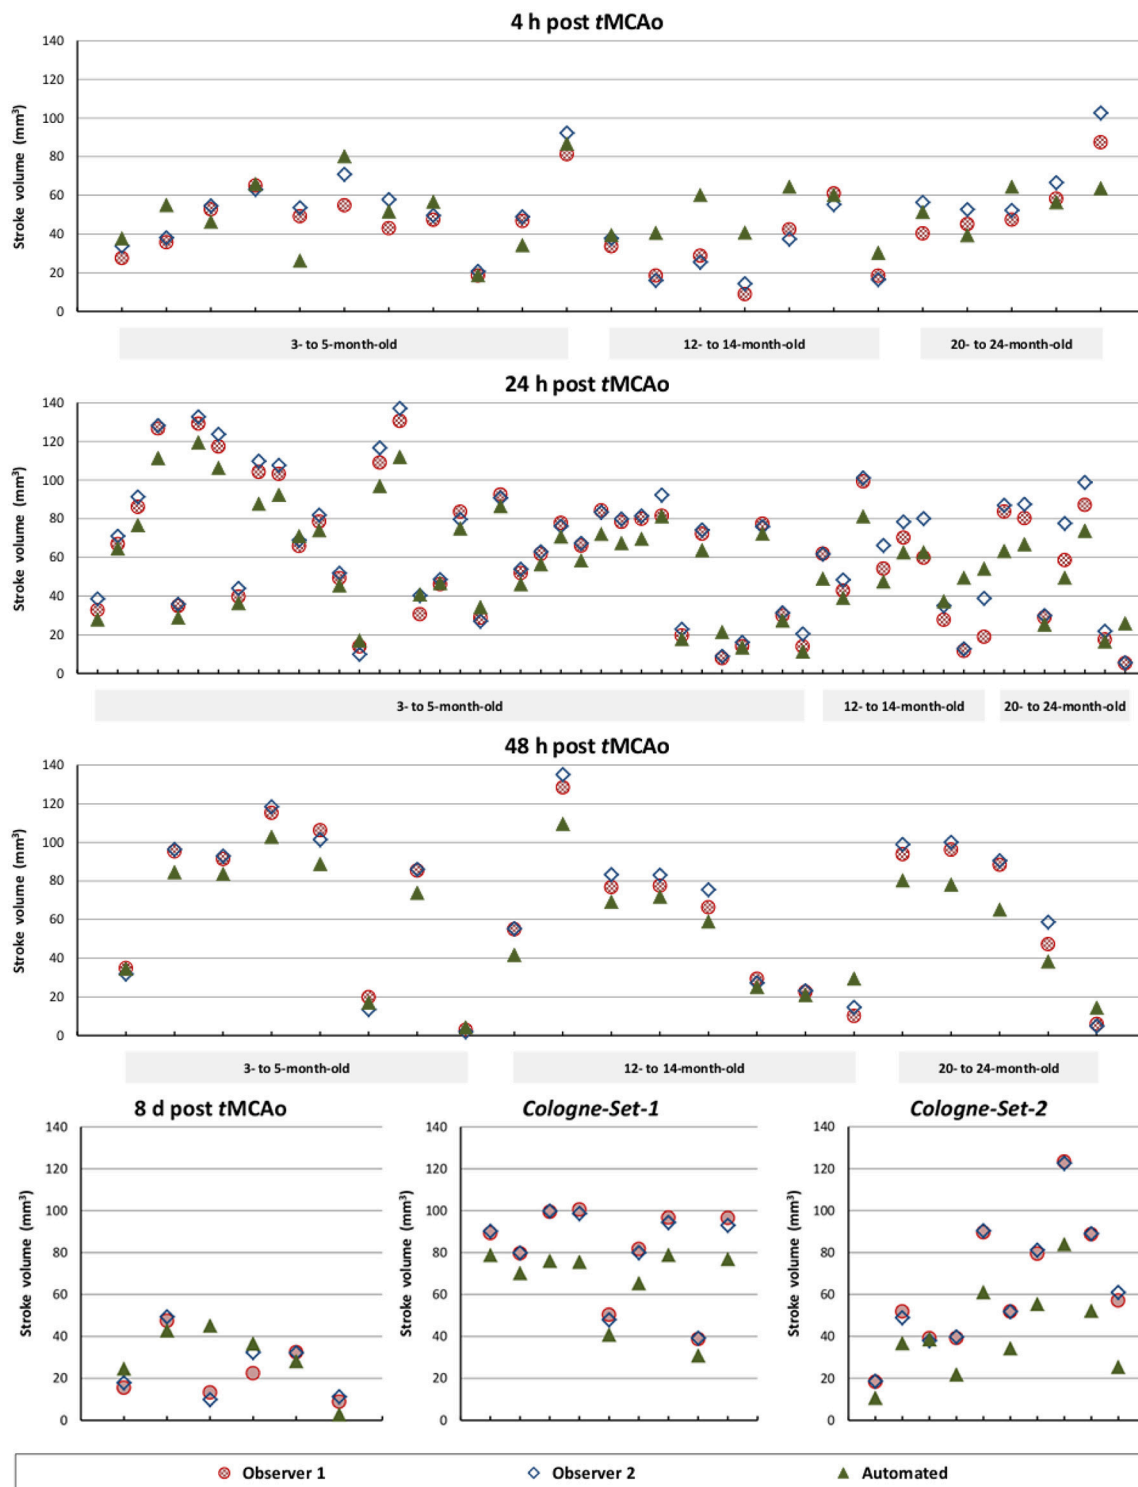 4 h post tMCAo
Stroke volume (mm³)
140
120
100
80
60
40
20
0
3- to 5-month-old
12- to 14-month-old
20- to 24-month-old
24 h post tMCAo
Stroke volume (mm³)
140
120
100
80
60
40
20
0
3- to 5-month-old
12- to 14-month-old
20- to 24-month-old
48 h post tMCAo
Stroke volume (mm³)
140
120
100
80
60
40
20
0
3- to 5-month-old
12- to 14-month-old
20- to 24-month-old
8 d post tMCAo
Stroke volume (mm³)
140
120
100
80
60
40
20
0
Cologne-Set-1
Stroke volume (mm³)
140
120
100
80
60
40
20
0
Cologne-Set-2
Stroke volume (mm³)
140
120
100
80
60
40
20
0
Observer 1
Observer 2
Automated